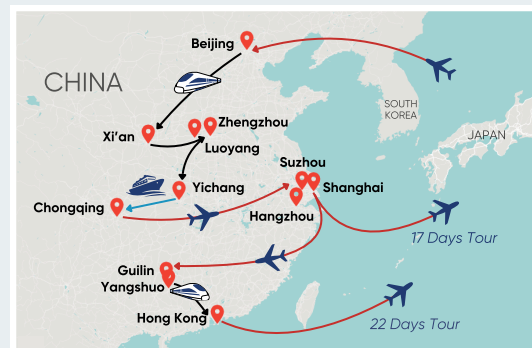 Beijing
CHINA
SOUTH
KOREA
Zhengzhou
Xi'an
JAPAN
Luoyang
Suzhou
Yichang
Shanghai
Chongqing
Hangzhou
17 Days Tour
Guilin
Yangshuo
Hong Kong
22 Days Tour